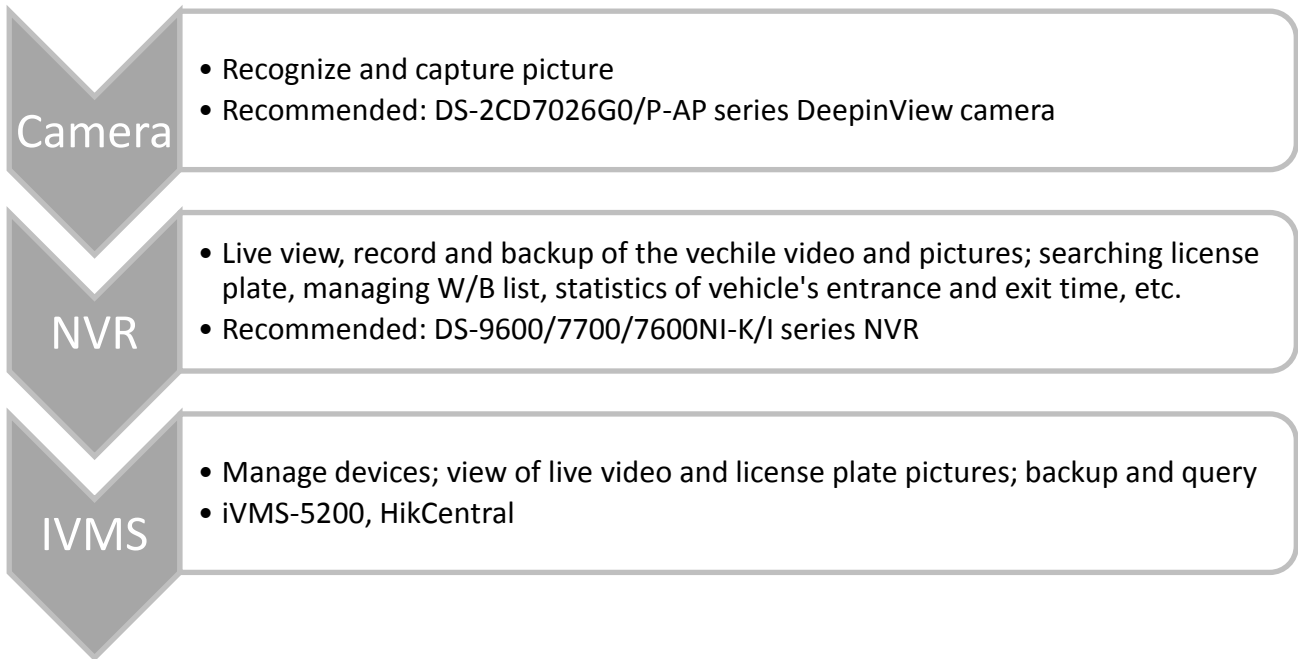 Camera
• Recognize and capture picture
• Recommended: DS-2CD7026G0/P-AP series DeepinView camera
NVR
• Live view, record and backup of the vechile video and pictures; searching license
plate, managing W/B list, statistics of vehicle's entrance and exit time, etc.
• Recommended: DS-9600/7700/7600NI-K/I series NVR
IVMS
• Manage devices; view of live video and license plate pictures; backup and query
• iVMS-5200, HikCentral